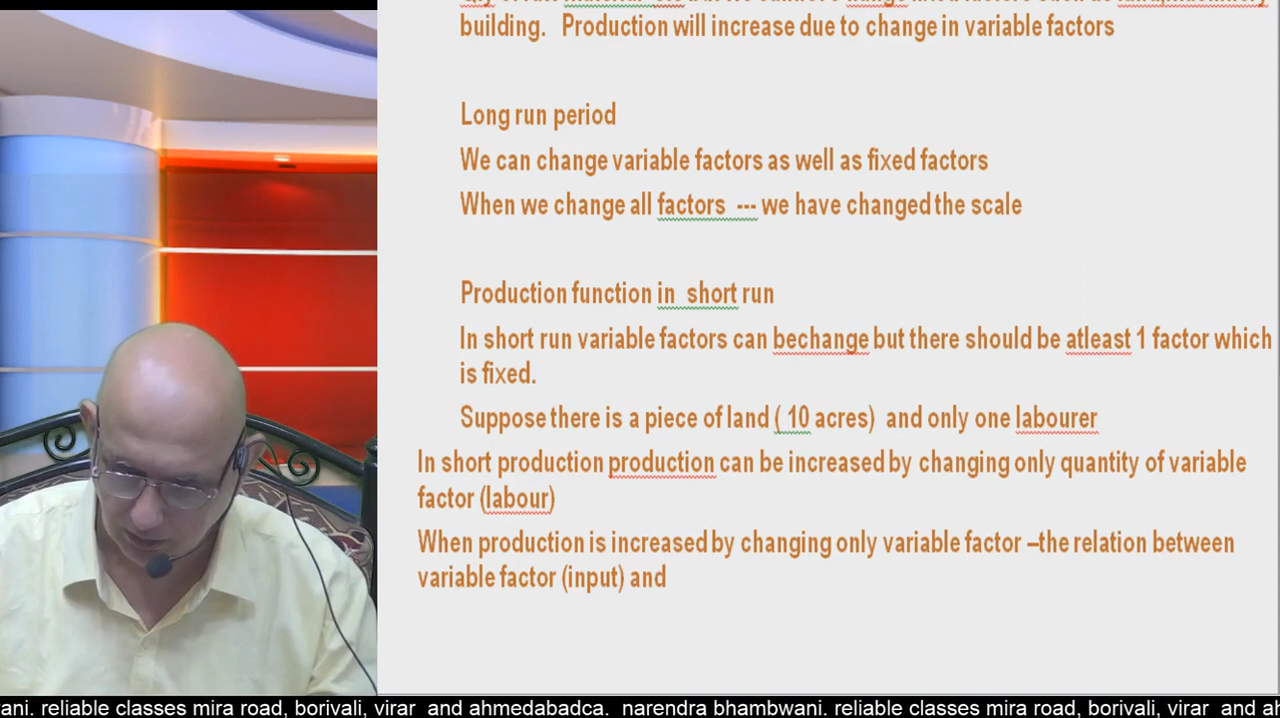 building.   Production will increase due to change in variable factors
Long run period
We can change variable factors as well as fixed factors
When we change all factors  --- we have changed the scale
Production function in  short run
In short run variable factors can bechange but there should be atleast 1 factor which
is fixed.
Suppose there is a piece of land ( 10 acres)  and only one labourer
In short production production can be increased by changing only quantity of variable
factor (labour)
When production is increased by changing only variable factor –the relation between
variable factor (input) and
ani. reliable classes mira road, borivali, virar  and ahmedabadca.  narendra bhambwani. reliable classes mira road, borivali, virar  and ah